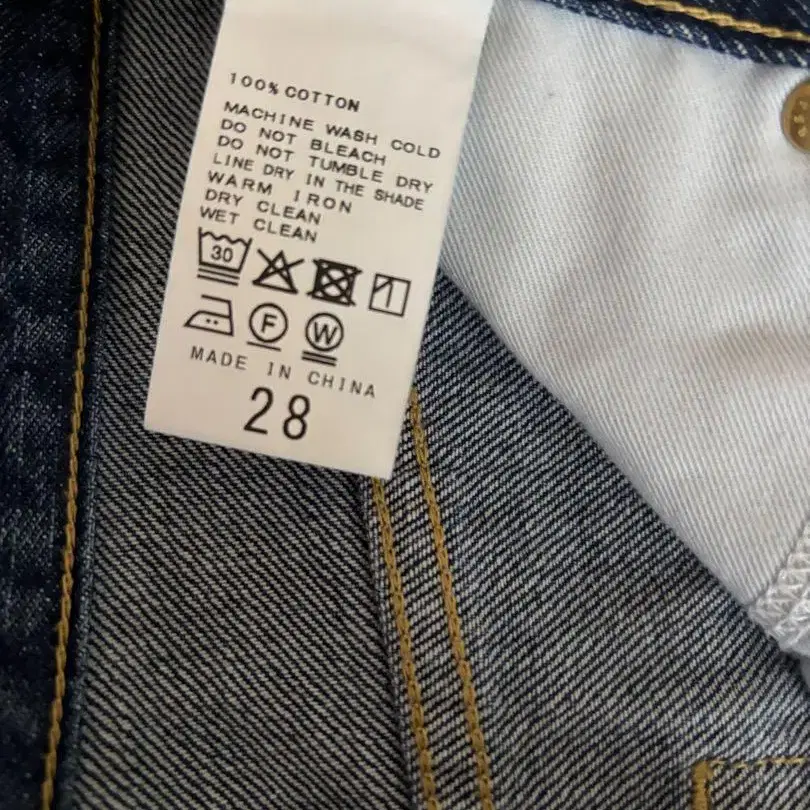 100% COTTON
MACHINE WASH COLD
DO NOT BLEACH
DO NOT TUMBLE DRY
LINE DRY IN THE SHADE
WARM IRON
DRY CLEAN
WET CLEAN
30
F W
MADE IN CHINA
28